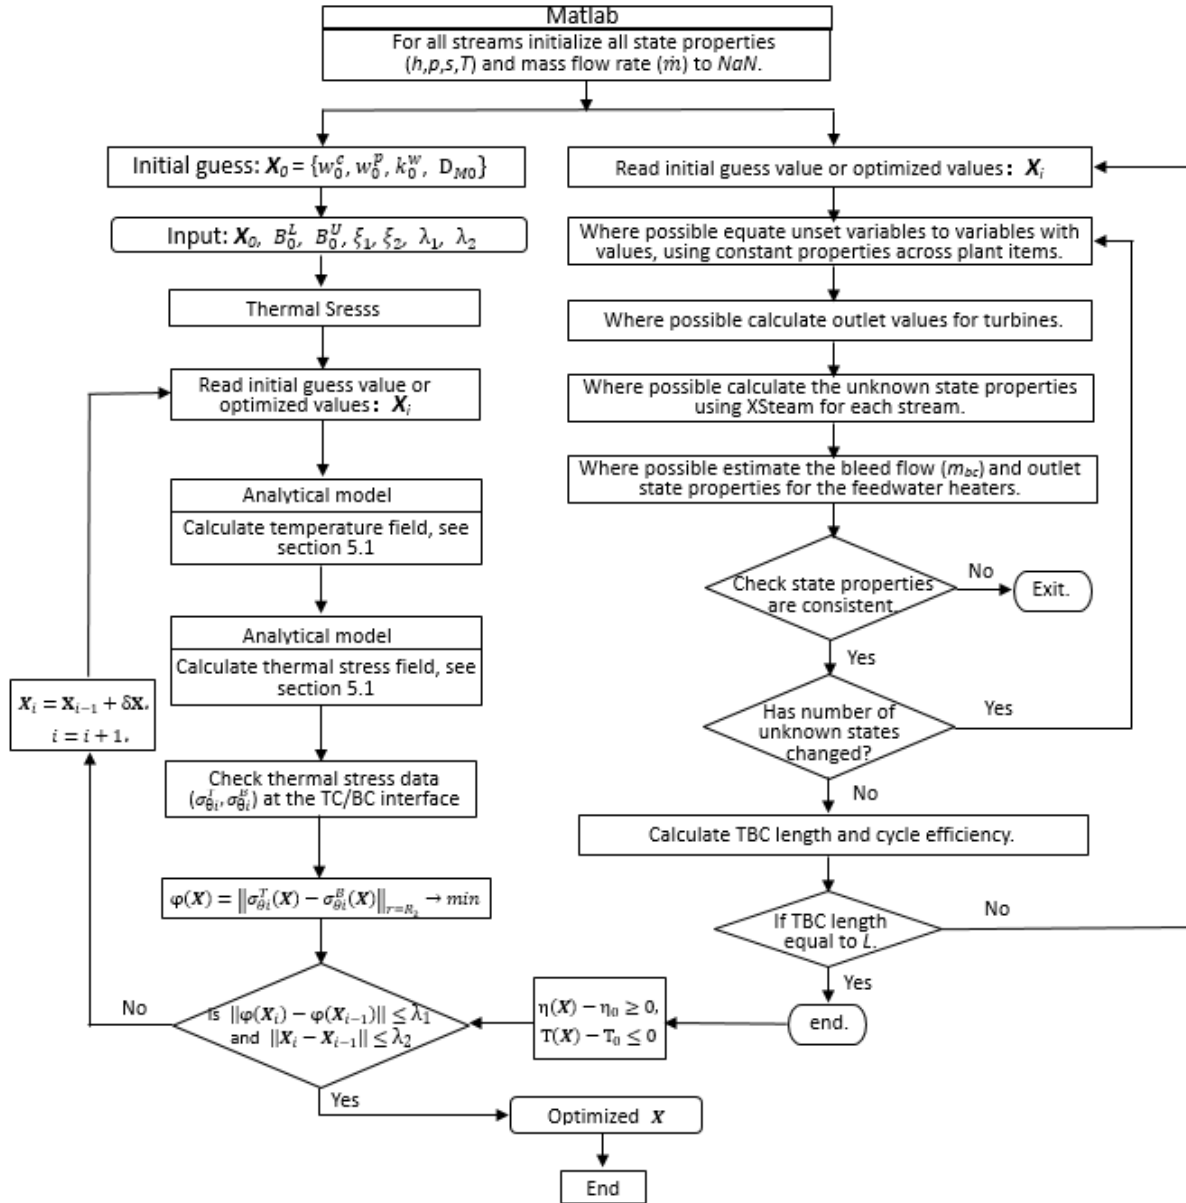 Matlab
For all streams initialize all state properties
(h,p,s,T) and mass flow rate (ṁ) to NaN.
Initial guess: X₀ = {w₀ᶜ, w₀ᵖ, k₀ʷ, D_M0}
Input: X₀, B₀ᴸ, B₀ᵁ, ξ₁, ξ₂, λ₁, λ₂
Thermal Sresss
Read initial guess value or
optimized values: Xᵢ
Analytical model
Calculate temperature field, see
section 5.1
Analytical model
Calculate thermal stress field, see
section 5.1
Xᵢ = Xᵢ₋₁ + δX.
i = i + 1.
Check thermal stress data
(σ_θi^T, σ_θi^B) at the TC/BC interface
φ(X) = ‖σ_θi^T(X) − σ_θi^B(X)‖_r=R₂ → min
No
Is ||φ(Xᵢ) − φ(Xᵢ₋₁)|| ≤ λ₁
and ||Xᵢ − Xᵢ₋₁|| ≤ λ₂
Yes
Optimized X
End
Read initial guess value or optimized values: Xᵢ
Where possible equate unset variables to variables with
values, using constant properties across plant items.
Where possible calculate outlet values for turbines.
Where possible calculate the unknown state properties
using XSteam for each stream.
Where possible estimate the bleed flow (m_bc) and outlet
state properties for the feedwater heaters.
Check state properties
are consistent.
No
Exit.
Yes
Has number of
unknown states
changed?
Yes
No
Calculate TBC length and cycle efficiency.
If TBC length
equal to L.
No
Yes
end.
η(X) − η₀ ≥ 0,
T(X) − T₀ ≤ 0